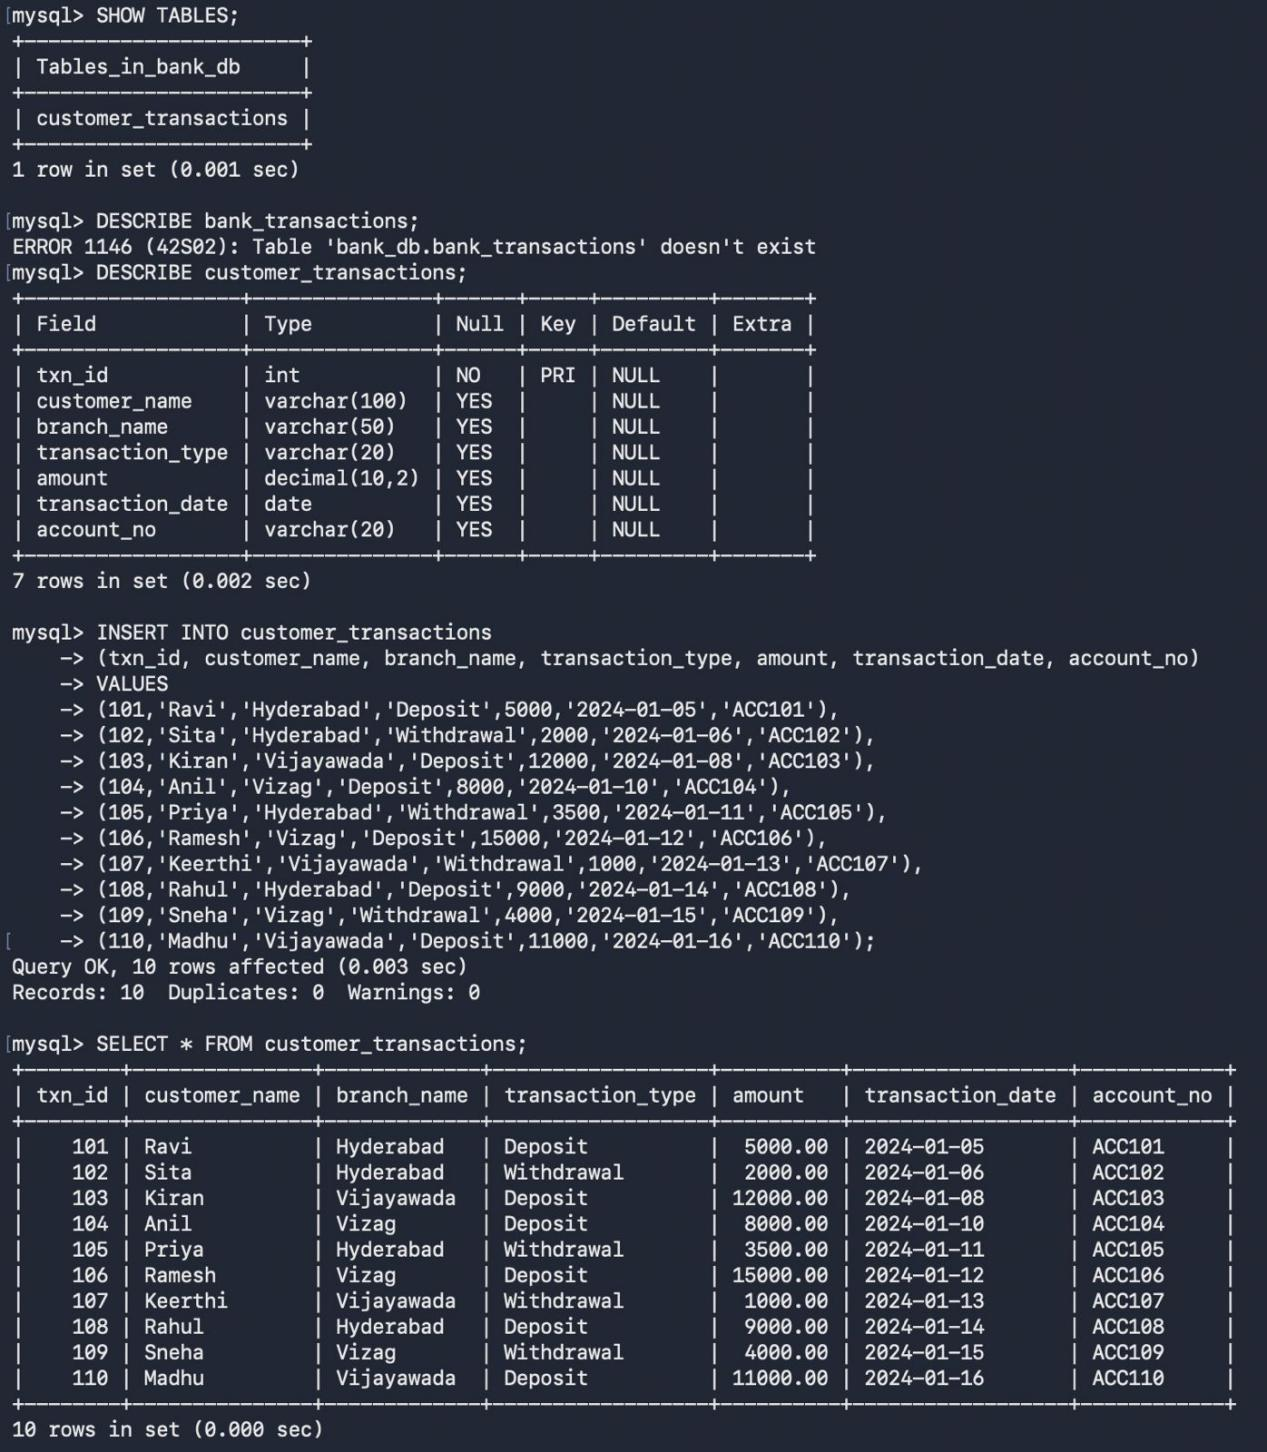 [mysql> SHOW TABLES;
+-----------------------+
| Tables_in_bank_db     |
+-----------------------+
| customer_transactions |
+-----------------------+
1 row in set (0.001 sec)
[mysql> DESCRIBE bank_transactions;
ERROR 1146 (42S02): Table 'bank_db.bank_transactions' doesn't exist
[mysql> DESCRIBE customer_transactions;
+------------------+---------------+------+-----+---------+-------+
| Field            | Type          | Null | Key | Default | Extra |
+------------------+---------------+------+-----+---------+-------+
| txn_id           | int           | NO   | PRI | NULL    |       |
| customer_name    | varchar(100)  | YES  |     | NULL    |       |
| branch_name      | varchar(50)   | YES  |     | NULL    |       |
| transaction_type | varchar(20)   | YES  |     | NULL    |       |
| amount           | decimal(10,2) | YES  |     | NULL    |       |
| transaction_date | date          | YES  |     | NULL    |       |
| account_no       | varchar(20)   | YES  |     | NULL    |       |
+------------------+---------------+------+-----+---------+-------+
7 rows in set (0.002 sec)
mysql> INSERT INTO customer_transactions
    -> (txn_id, customer_name, branch_name, transaction_type, amount, transaction_date, account_no)
    -> VALUES
    -> (101,'Ravi','Hyderabad','Deposit',5000,'2024-01-05','ACC101'),
    -> (102,'Sita','Hyderabad','Withdrawal',2000,'2024-01-06','ACC102'),
    -> (103,'Kiran','Vijayawada','Deposit',12000,'2024-01-08','ACC103'),
    -> (104,'Anil','Vizag','Deposit',8000,'2024-01-10','ACC104'),
    -> (105,'Priya','Hyderabad','Withdrawal',3500,'2024-01-11','ACC105'),
    -> (106,'Ramesh','Vizag','Deposit',15000,'2024-01-12','ACC106'),
    -> (107,'Keerthi','Vijayawada','Withdrawal',1000,'2024-01-13','ACC107'),
    -> (108,'Rahul','Hyderabad','Deposit',9000,'2024-01-14','ACC108'),
    -> (109,'Sneha','Vizag','Withdrawal',4000,'2024-01-15','ACC109'),
[    -> (110,'Madhu','Vijayawada','Deposit',11000,'2024-01-16','ACC110');
Query OK, 10 rows affected (0.003 sec)
Records: 10  Duplicates: 0  Warnings: 0
[mysql> SELECT * FROM customer_transactions;
+--------+---------------+-------------+------------------+----------+------------------+------------+
| txn_id | customer_name | branch_name | transaction_type | amount   | transaction_date | account_no |
+--------+---------------+-------------+------------------+----------+------------------+------------+
|    101 | Ravi          | Hyderabad   | Deposit          |  5000.00 | 2024-01-05       | ACC101     |
|    102 | Sita          | Hyderabad   | Withdrawal       |  2000.00 | 2024-01-06       | ACC102     |
|    103 | Kiran         | Vijayawada  | Deposit          | 12000.00 | 2024-01-08       | ACC103     |
|    104 | Anil          | Vizag       | Deposit          |  8000.00 | 2024-01-10       | ACC104     |
|    105 | Priya         | Hyderabad   | Withdrawal       |  3500.00 | 2024-01-11       | ACC105     |
|    106 | Ramesh        | Vizag       | Deposit          | 15000.00 | 2024-01-12       | ACC106     |
|    107 | Keerthi       | Vijayawada  | Withdrawal       |  1000.00 | 2024-01-13       | ACC107     |
|    108 | Rahul         | Hyderabad   | Deposit          |  9000.00 | 2024-01-14       | ACC108     |
|    109 | Sneha         | Vizag       | Withdrawal       |  4000.00 | 2024-01-15       | ACC109     |
|    110 | Madhu         | Vijayawada  | Deposit          | 11000.00 | 2024-01-16       | ACC110     |
+--------+---------------+-------------+------------------+----------+------------------+------------+
10 rows in set (0.000 sec)